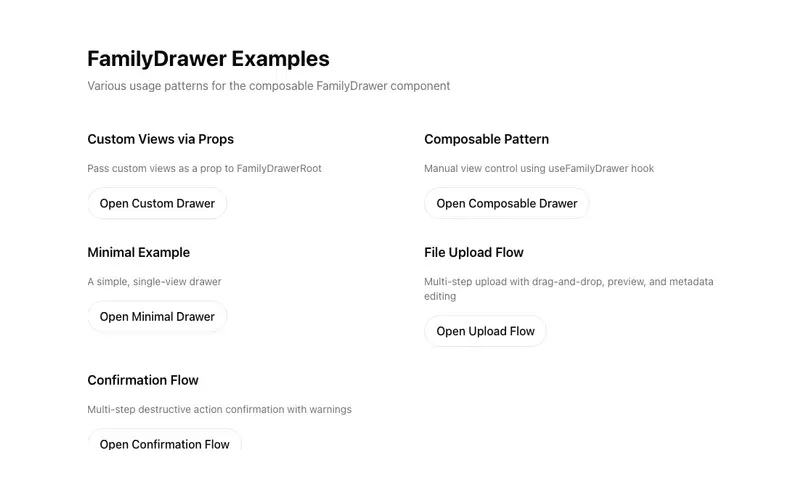 FamilyDrawer Examples
Various usage patterns for the composable FamilyDrawer component
Custom Views via Props
Pass custom views as a prop to FamilyDrawerRoot
Open Custom Drawer
Composable Pattern
Manual view control using useFamilyDrawer hook
Open Composable Drawer
Minimal Example
A simple, single-view drawer
Open Minimal Drawer
File Upload Flow
Multi-step upload with drag-and-drop, preview, and metadata
editing
Open Upload Flow
Confirmation Flow
Multi-step destructive action confirmation with warnings
Open Confirmation Flow